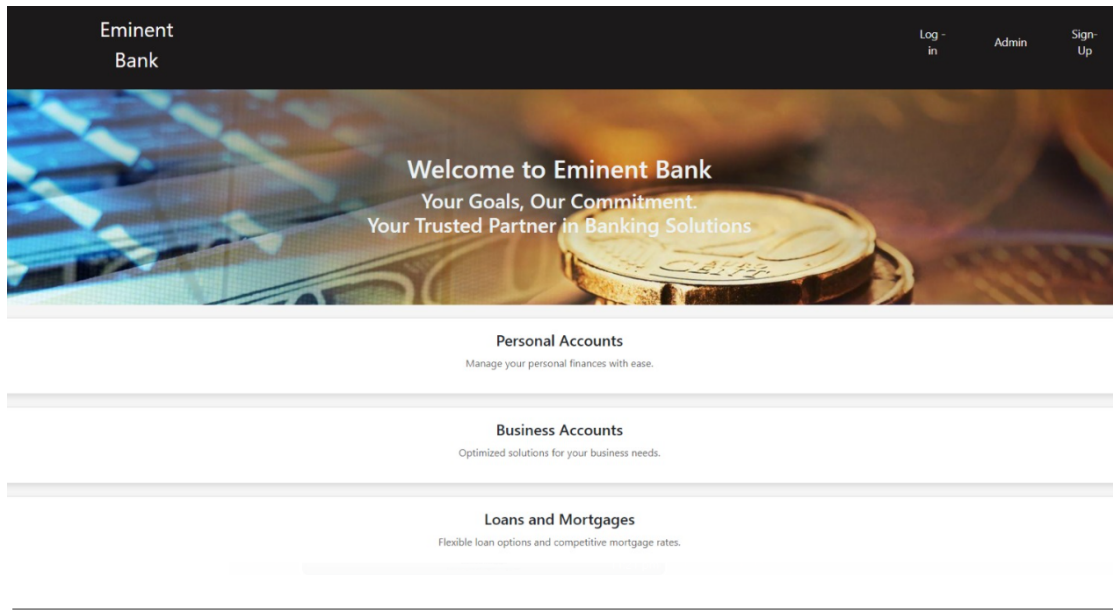 Eminent
Bank
Log -
in
Admin
Sign-
Up
Welcome to Eminent Bank
Your Goals, Our Commitment.
Your Trusted Partner in Banking Solutions
EURO
CENT
Personal Accounts
Manage your personal finances with ease.
Business Accounts
Optimized solutions for your business needs.
Loans and Mortgages
Flexible loan options and competitive mortgage rates.